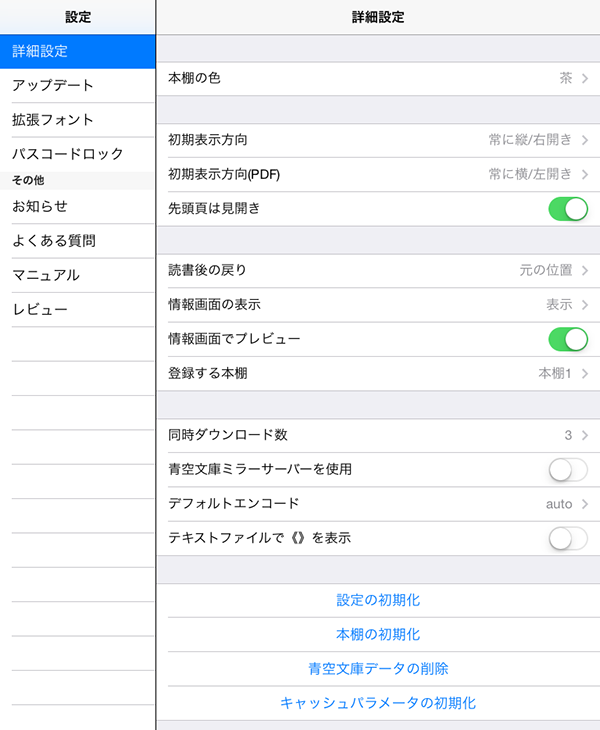 設定
詳細設定
アップデート
拡張フォント
パスコードロック
その他
お知らせ
よくある質問
マニュアル
レビュー
詳細設定
本棚の色 茶
初期表示方向 常に縦/右開き
初期表示方向(PDF) 常に横/左開き
先頭頁は見開き
読書後の戻り 元の位置
情報画面の表示 表示
情報画面でプレビュー
登録する本棚 本棚1
同時ダウンロード数 3
青空文庫ミラーサーバーを使用
デフォルトエンコード auto
テキストファイルで《》を表示
設定の初期化
本棚の初期化
青空文庫データの削除
キャッシュパラメータの初期化